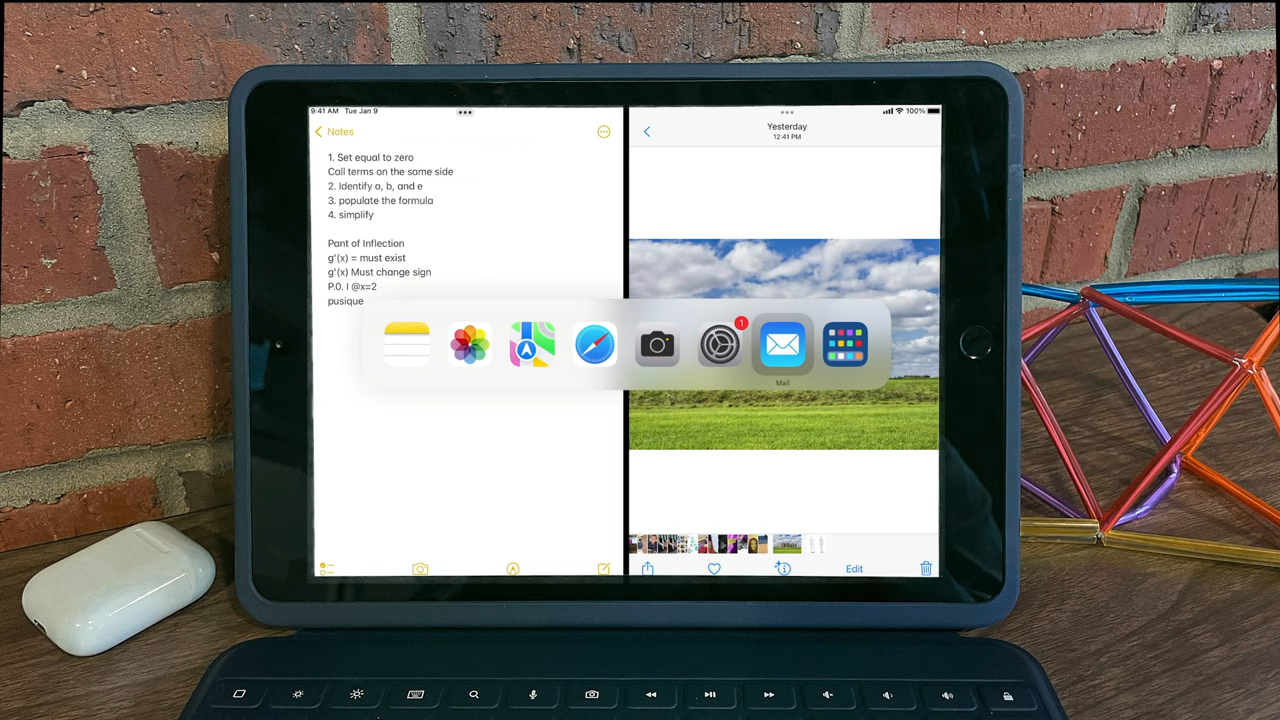 9:41 AM Tue Jan 9
100%
Notes
Yesterday
12:41 PM
1. Set equal to zero
Call terms on the same side
2. Identify a, b, and e
3. populate the formula
4. simplify
Pant of Inflection
g'(x) = must exist
g'(x) Must change sign
P.0. I @x=2
pusique
1
Mail
Edit